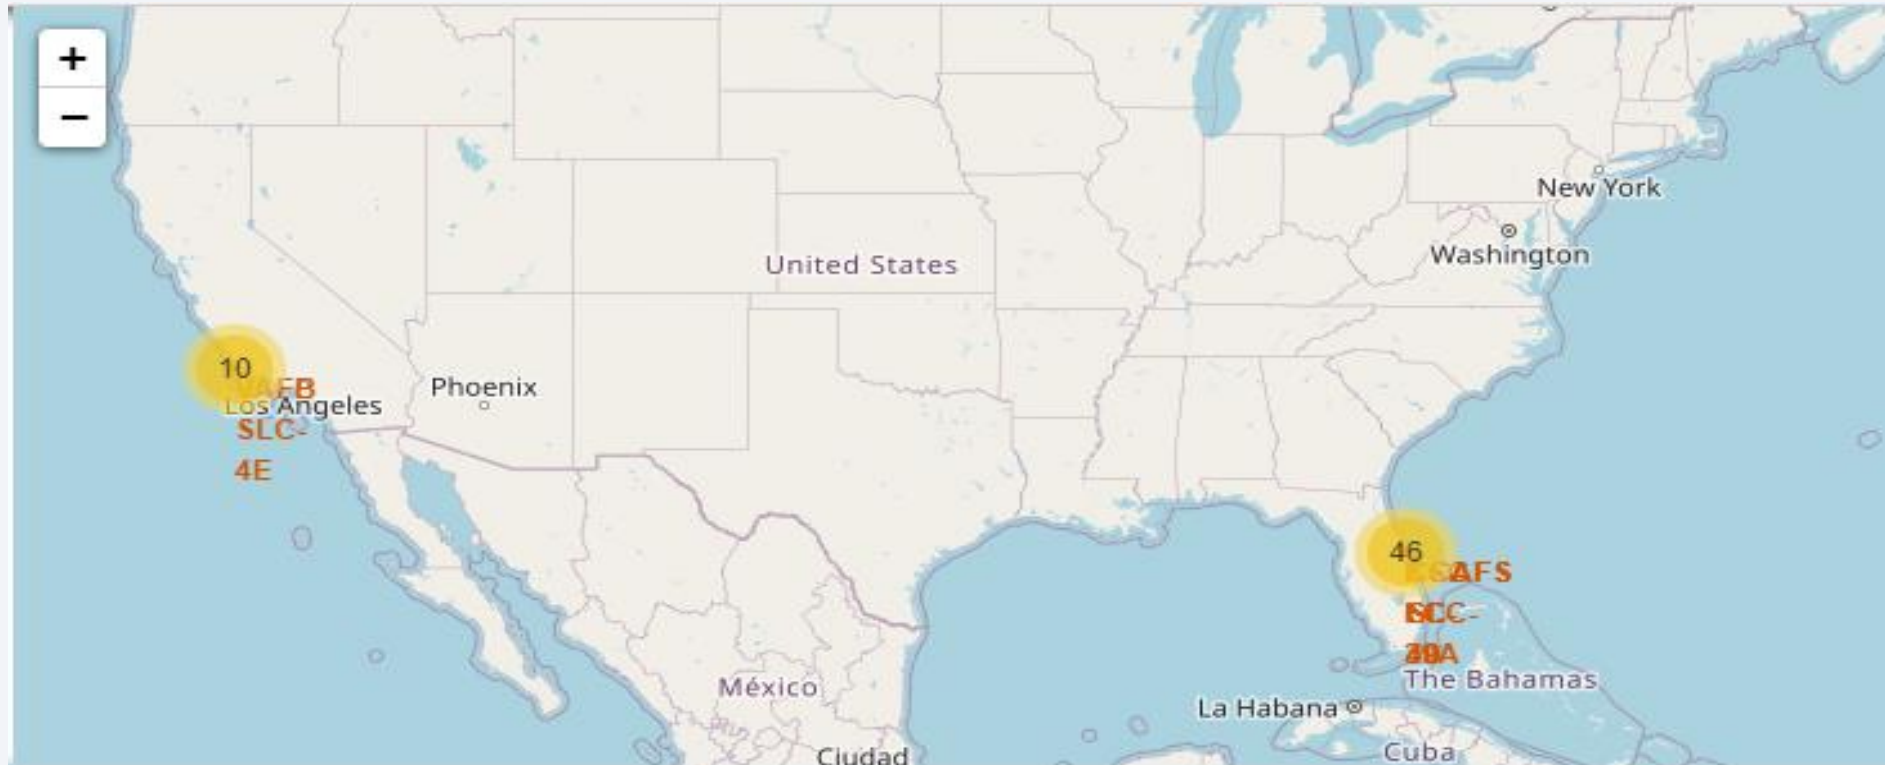 +
−
New York
Washington
United States
10
VAFB
Los Angeles
SLC-
4E
Phoenix
46
México
The Bahamas
La Habana
Cuba
Ciudad